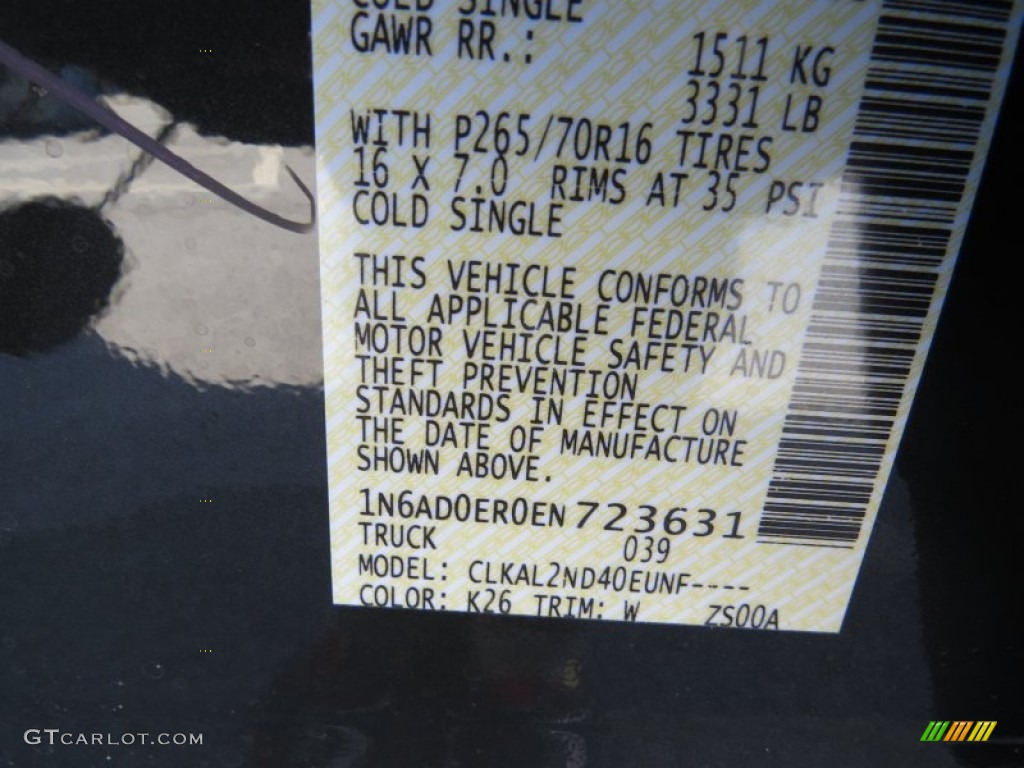 COLD SINGLE
GAWR RR.: 1511 KG
3331 LB
WITH P265/70R16 TIRES
16 X 7.0 RIMS AT 35 PSI
COLD SINGLE
THIS VEHICLE CONFORMS TO
ALL APPLICABLE FEDERAL
MOTOR VEHICLE SAFETY AND
THEFT PREVENTION
STANDARDS IN EFFECT ON
THE DATE OF MANUFACTURE
SHOWN ABOVE.
1N6AD0ER0EN723631
TRUCK 039
MODEL: CLKAL2ND40EUNF----
COLOR: K26 TRIM: W ZS00A
GTCARLOT.COM